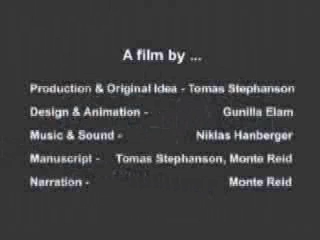 A film by ...
Production & Original Idea - Tomas Stephanson
Design & Animation - Gunilla Elam
Music & Sound - Niklas Hanberger
Manuscript - Tomas Stephanson, Monte Reid
Narration - Monte Reid